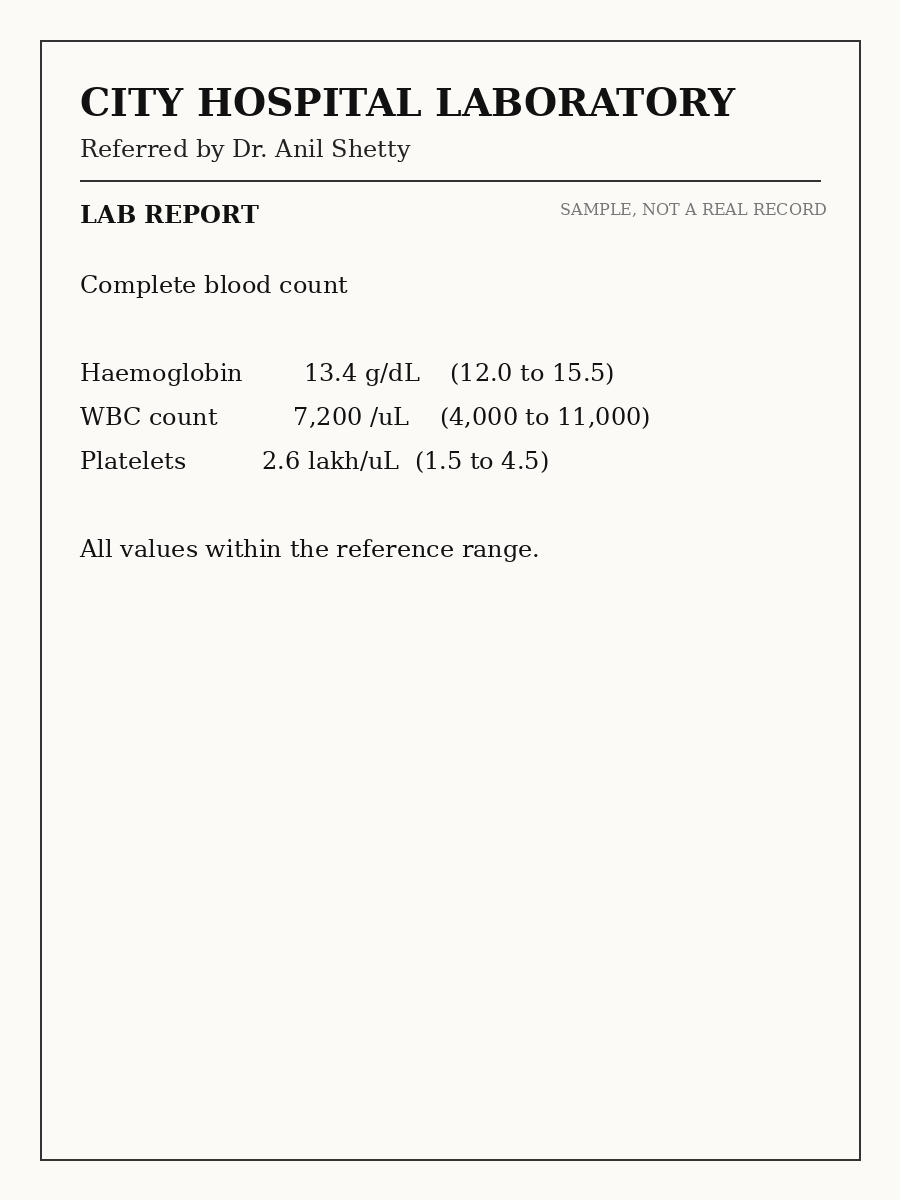 CITY HOSPITAL LABORATORY
Referred by Dr. Anil Shetty
LAB REPORT
SAMPLE, NOT A REAL RECORD
Complete blood count
Haemoglobin 13.4 g/dL (12.0 to 15.5)
WBC count 7,200 /uL (4,000 to 11,000)
Platelets 2.6 lakh/uL (1.5 to 4.5)
All values within the reference range.